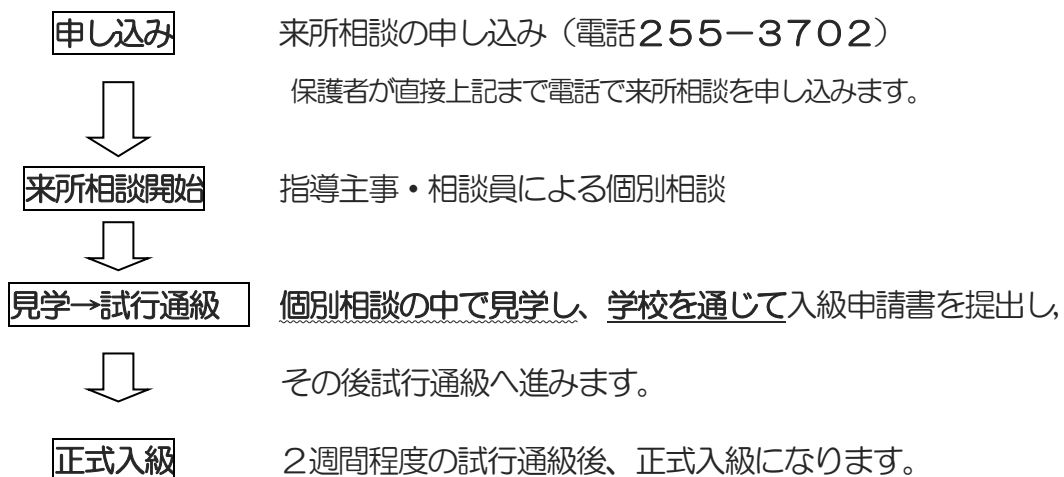 申し込み 来所相談の申し込み（電話２５５－３７０２）
保護者が直接上記まで電話で来所相談を申し込みます。
来所相談開始 指導主事・相談員による個別相談
見学→試行通級 個別相談の中で見学し、学校を通じて入級申請書を提出し、
その後試行通級へ進みます。
正式入級 ２週間程度の試行通級後、正式入級になります。